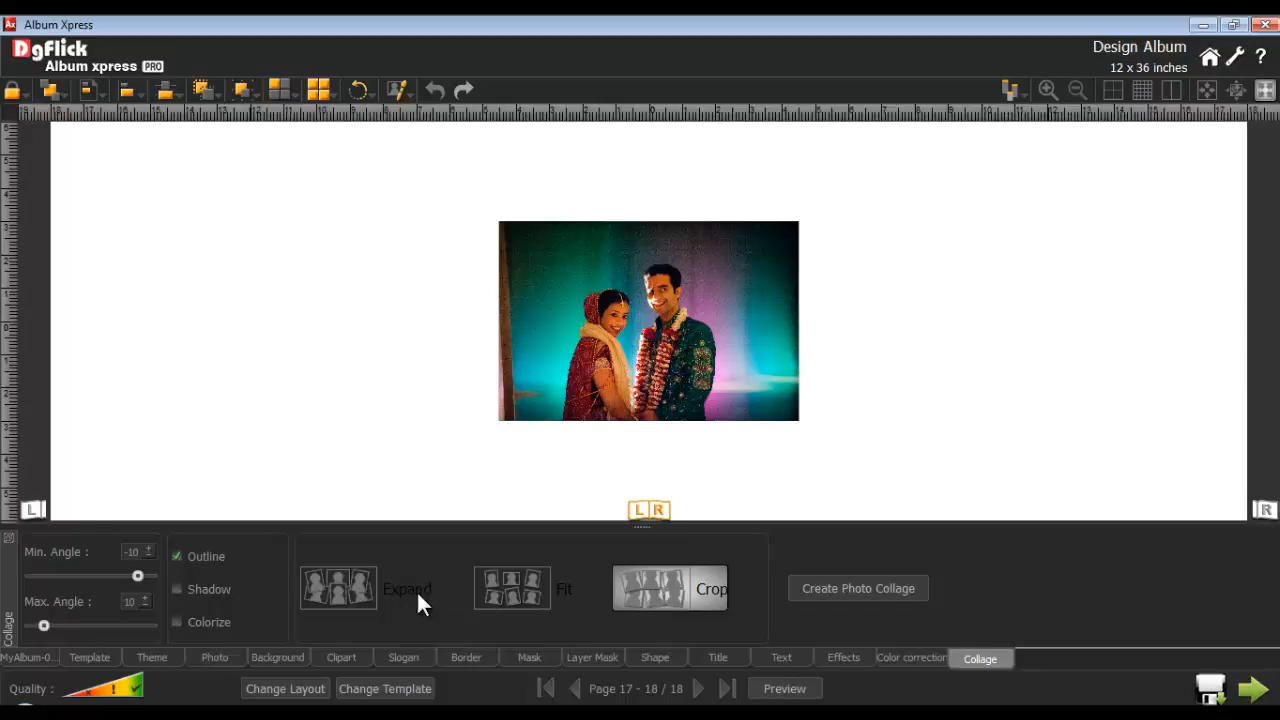 Ax Album Xpress
DgFlick
Album xpress PRO
Design Album
12 x 36 inches
?
L
L R
R
Min. Angle : -10
Max. Angle : 10
Outline
Shadow
Colorize
Expand
Fit
Crop
Create Photo Collage
Collage
MyAlbum-0... Template Theme Photo Background Clipart Slogan Border Mask Layer Mask Shape Title Text Effects Color correction Collage
Quality : Change Layout Change Template Page 17 - 18 / 18 Preview